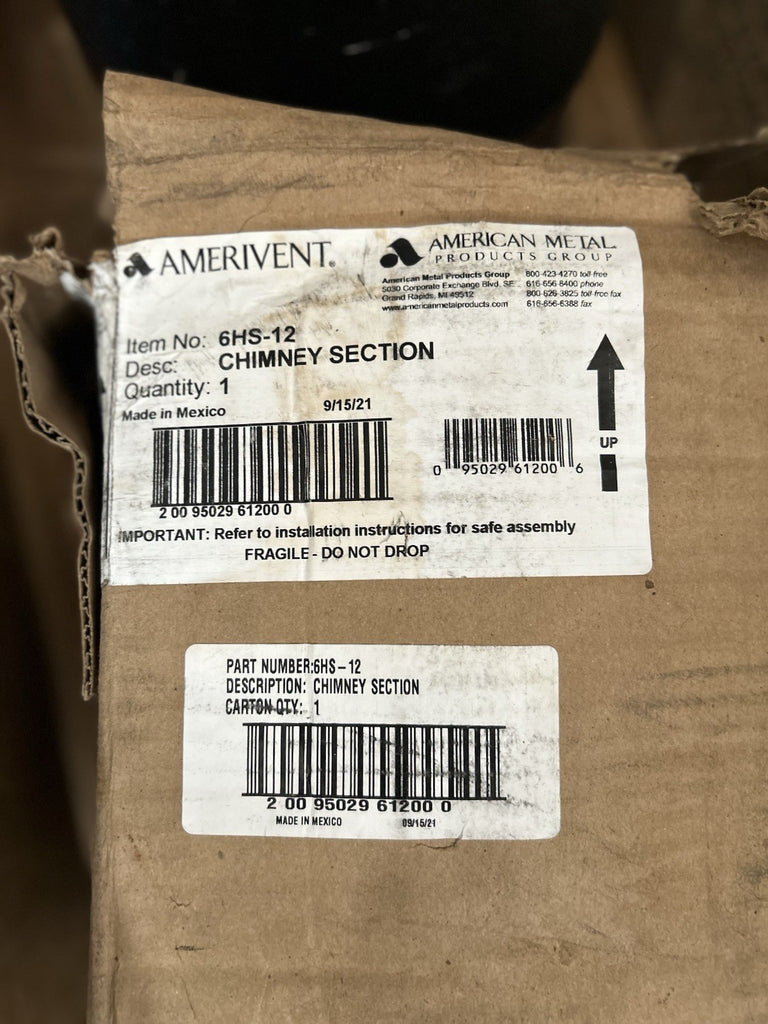 AMERIVENT®
AMERICAN METAL
PRODUCTS GROUP
American Metal Products Group 800-423-4270 toll free
5030 Corporate Exchange Blvd. SE 616-656-8400 phone
Grand Rapids, MI 49512 800-626-3825 toll free fax
www.americanmetalproducts.com 616-656-6388 fax
Item No: 6HS-12
Desc: CHIMNEY SECTION
Quantity: 1
Made in Mexico 9/15/21
UP
0 95029 61200 6
2 00 95029 61200 0
IMPORTANT: Refer to installation instructions for safe assembly
FRAGILE - DO NOT DROP
PART NUMBER:6HS-12
DESCRIPTION: CHIMNEY SECTION
CARTON QTY: 1
2 00 95029 61200 0
MADE IN MEXICO 09/15/21